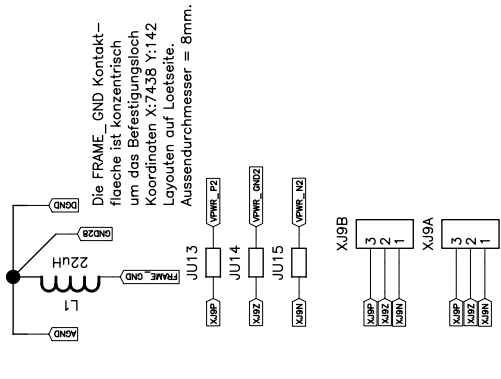 DGND
GND28
22uH
L1
FRAME_GND
AGND
Die FRAME_GND Kontakt-
flaeche ist konzentrisch
um das Befestigungsloch
Koordinaten X:7438 Y:142
Layouten auf Loetseite.
Aussendurchmesser = 8mm.
JU13
XJ9P
VPWR_P2
JU14
XJ9Z
VPWR_GND2
JU15
XJ9N
VPWR_N2
XJ9B
XJ9P 3
XJ9Z 2
XJ9N 1
XJ9A
XJ9P 3
XJ9Z 2
XJ9N 1